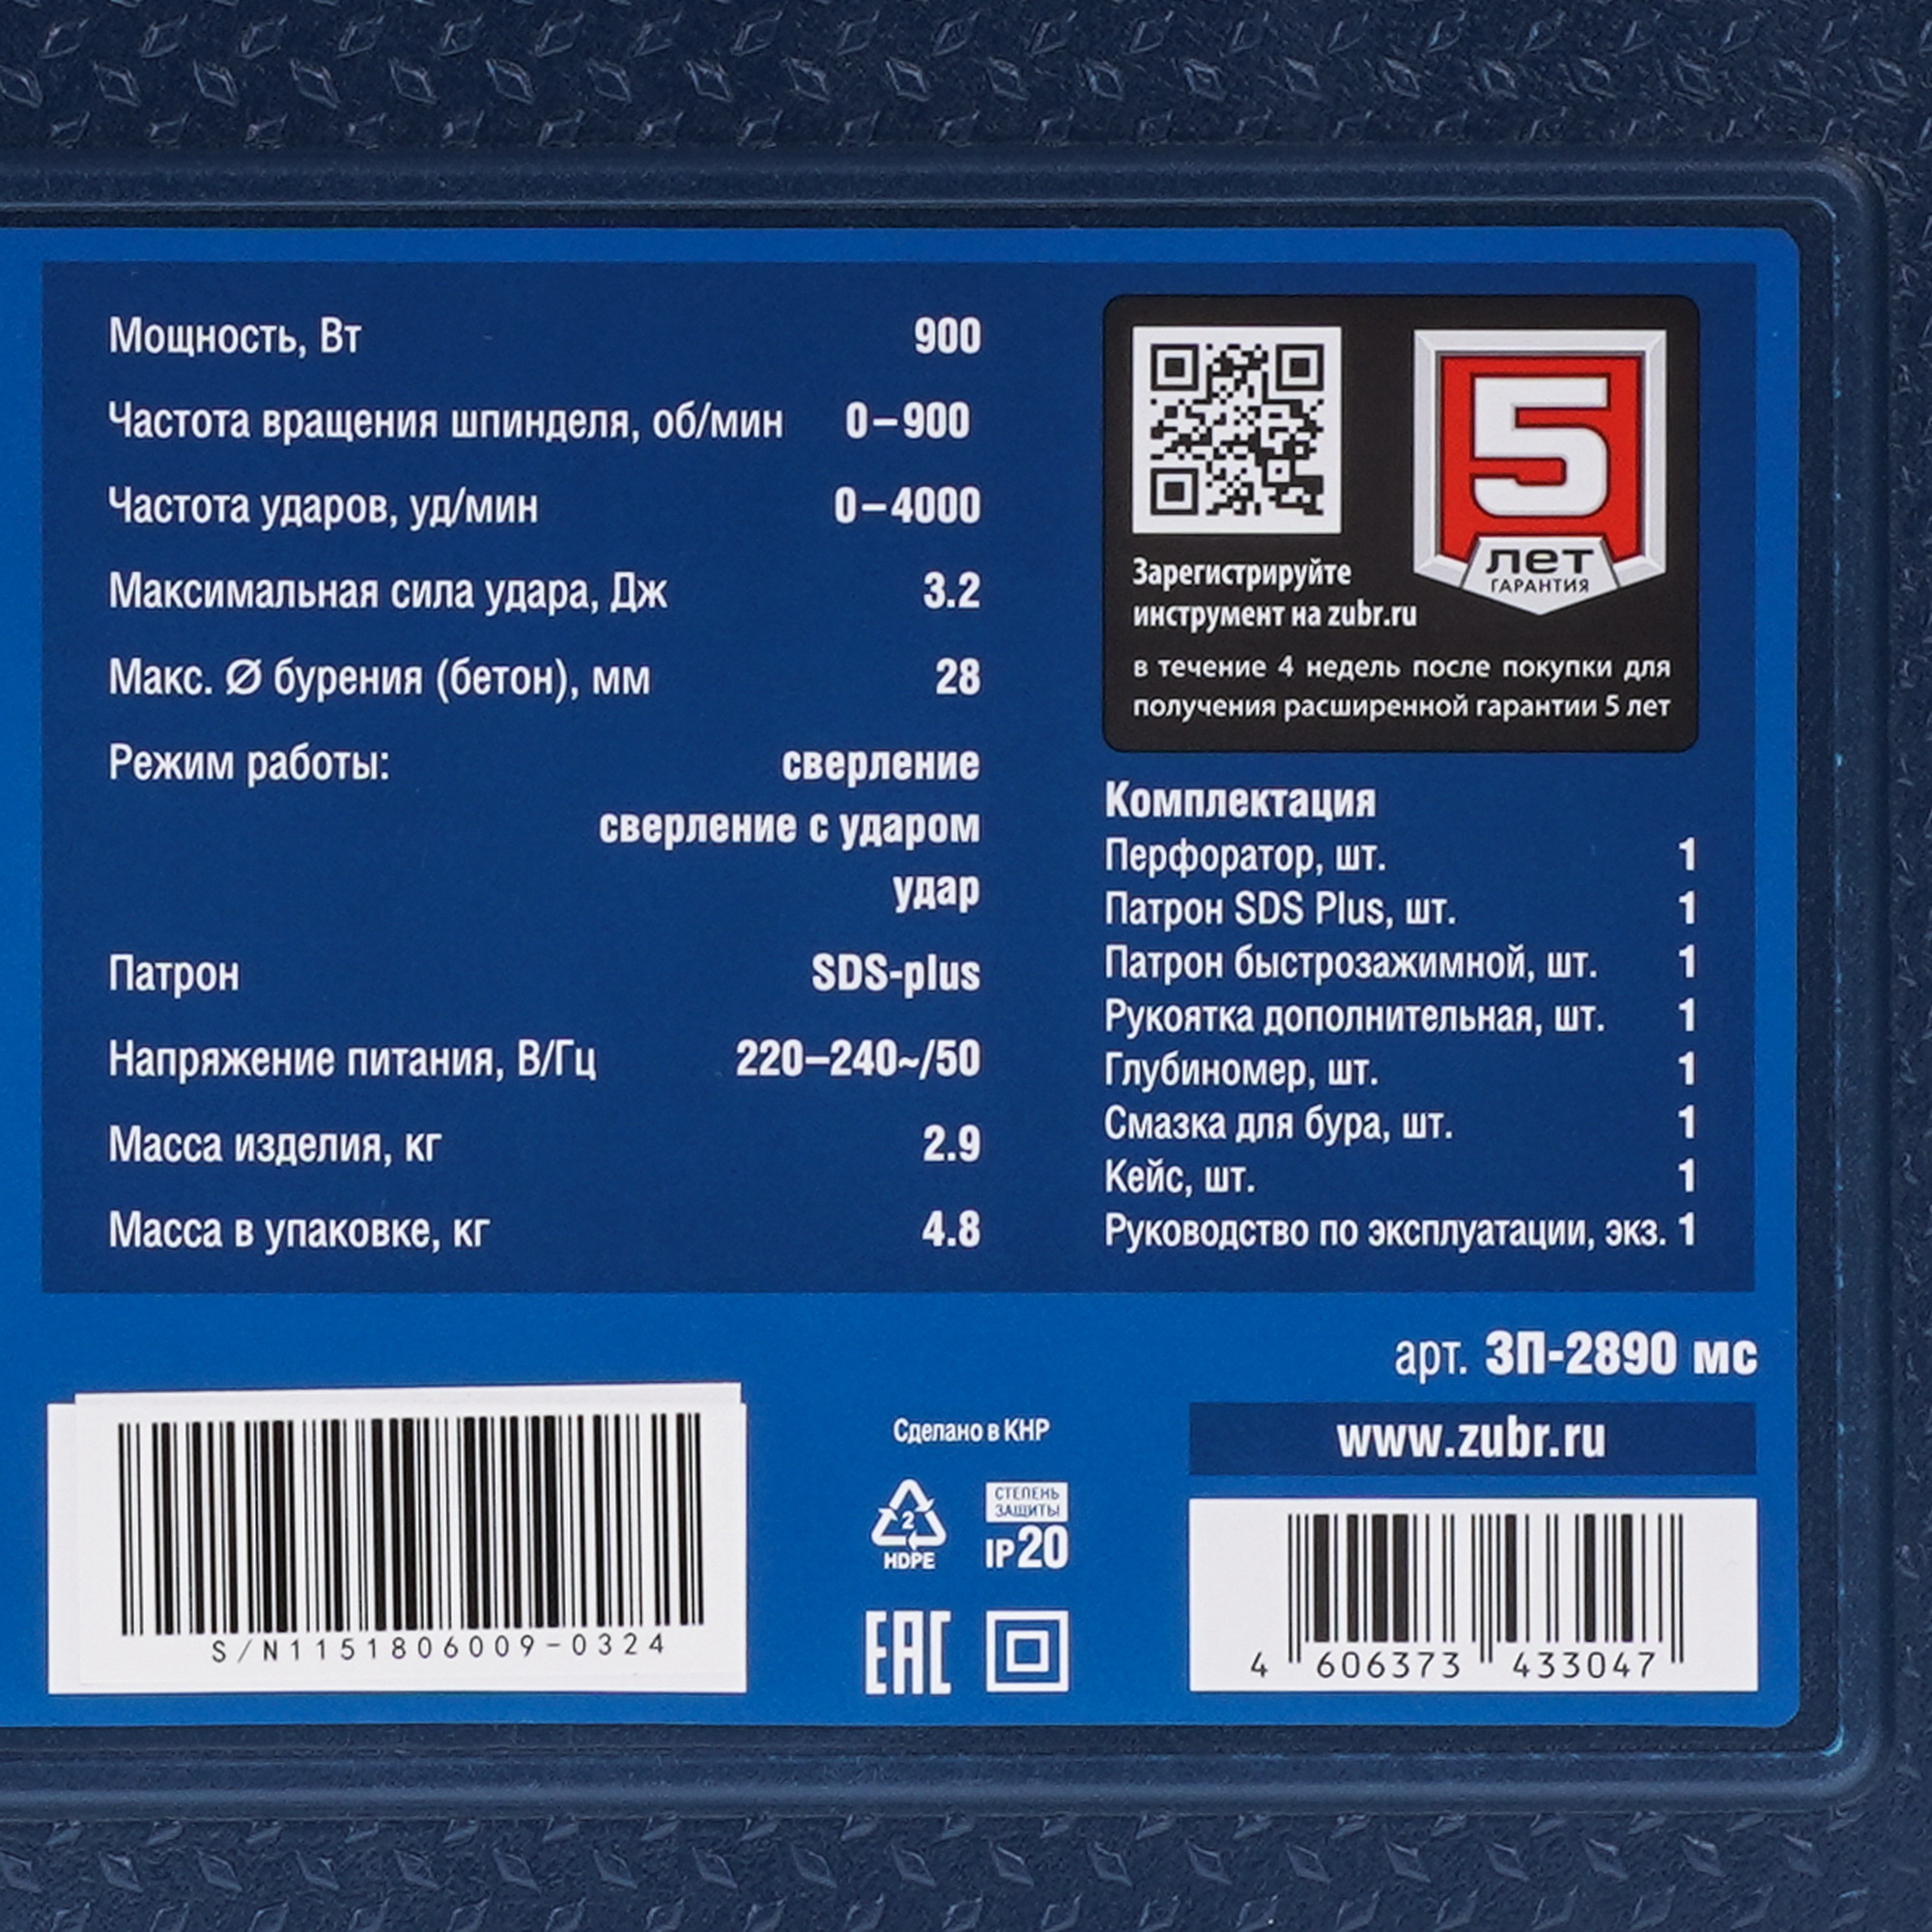 Мощность, Вт 900
Частота вращения шпинделя, об/мин 0–900
Частота ударов, уд/мин 0–4000
Максимальная сила удара, Дж 3.2
Макс. Ø бурения (бетон), мм 28
Режим работы: сверление
сверление с ударом
удар
Патрон SDS-plus
Напряжение питания, В/Гц 220–240~/50
Масса изделия, кг 2.9
Масса в упаковке, кг 4.8
5
лет
ГАРАНТИЯ
Зарегистрируйте
инструмент на zubr.ru
в течение 4 недель после покупки для
получения расширенной гарантии 5 лет
Комплектация
Перфоратор, шт. 1
Патрон SDS Plus, шт. 1
Патрон быстрозажимной, шт. 1
Рукоятка дополнительная, шт. 1
Глубиномер, шт. 1
Смазка для бура, шт. 1
Кейс, шт. 1
Руководство по эксплуатации, экз. 1
арт. ЗП-2890 мс
www.zubr.ru
S/N1151806009-0324
Сделано в КНР
2
HDPE
СТЕПЕНЬ
ЗАЩИТЫ
IP20
EAC
4 606373 433047